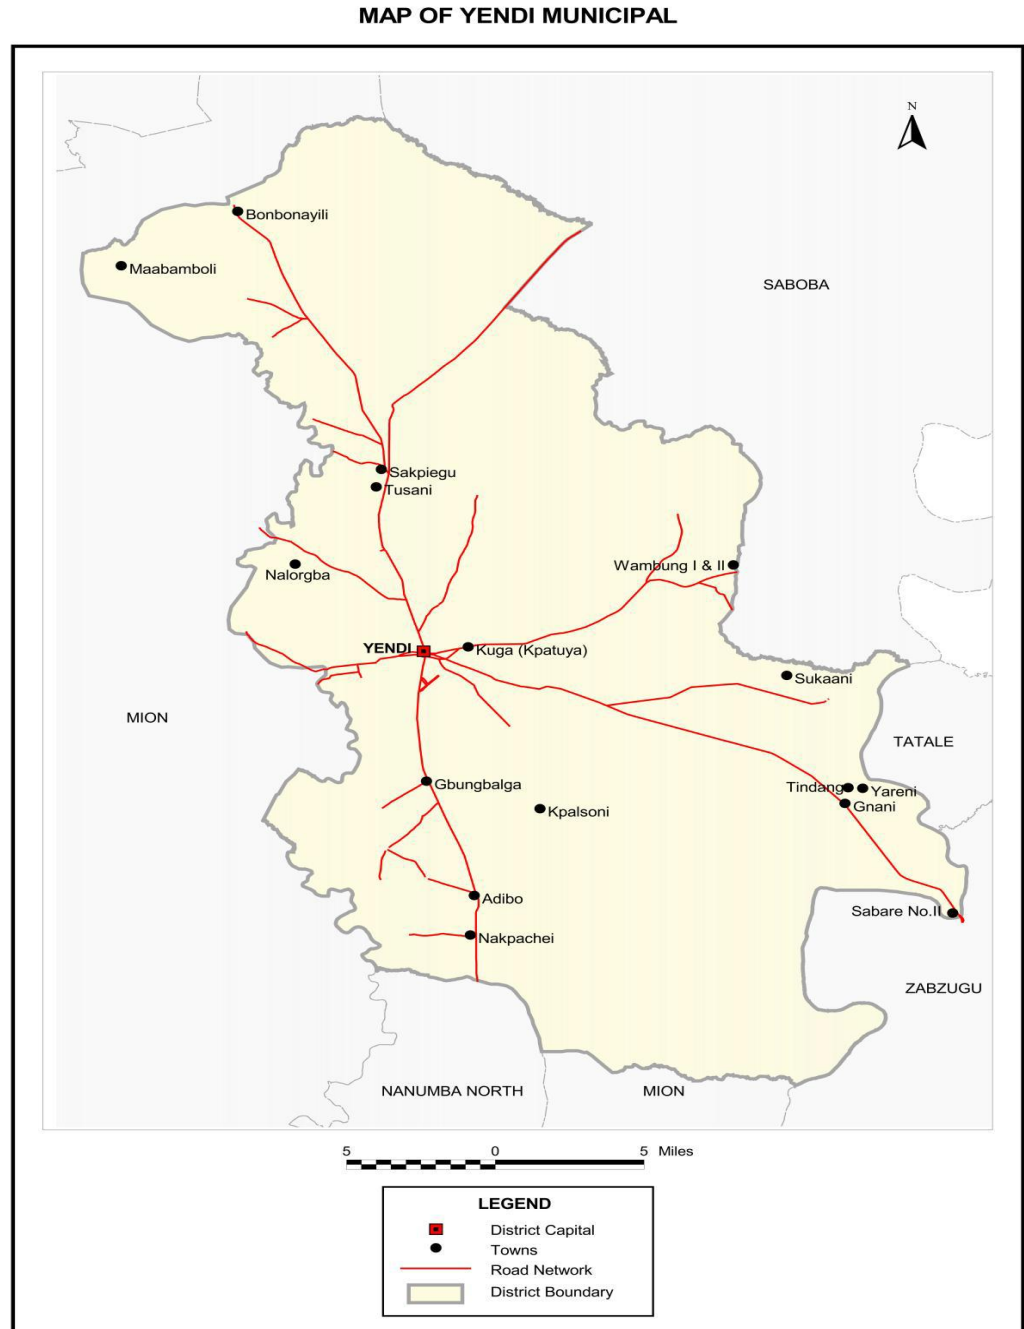 MAP OF YENDI MUNICIPAL
N
Bonbonayili
Maabamboli
SABOBA
Sakpiegu
Tusani
Wambung I & II
Nalorgba
YENDI
Kuga (Kpatuya)
Sukaani
MION
TATALE
Gbungbalga
Tindang
Yareni
Gnani
Kpalsoni
Adibo
Sabare No.II
Nakpachei
ZABZUGU
NANUMBA NORTH
MION
5 0 5 Miles
LEGEND
District Capital
Towns
Road Network
District Boundary